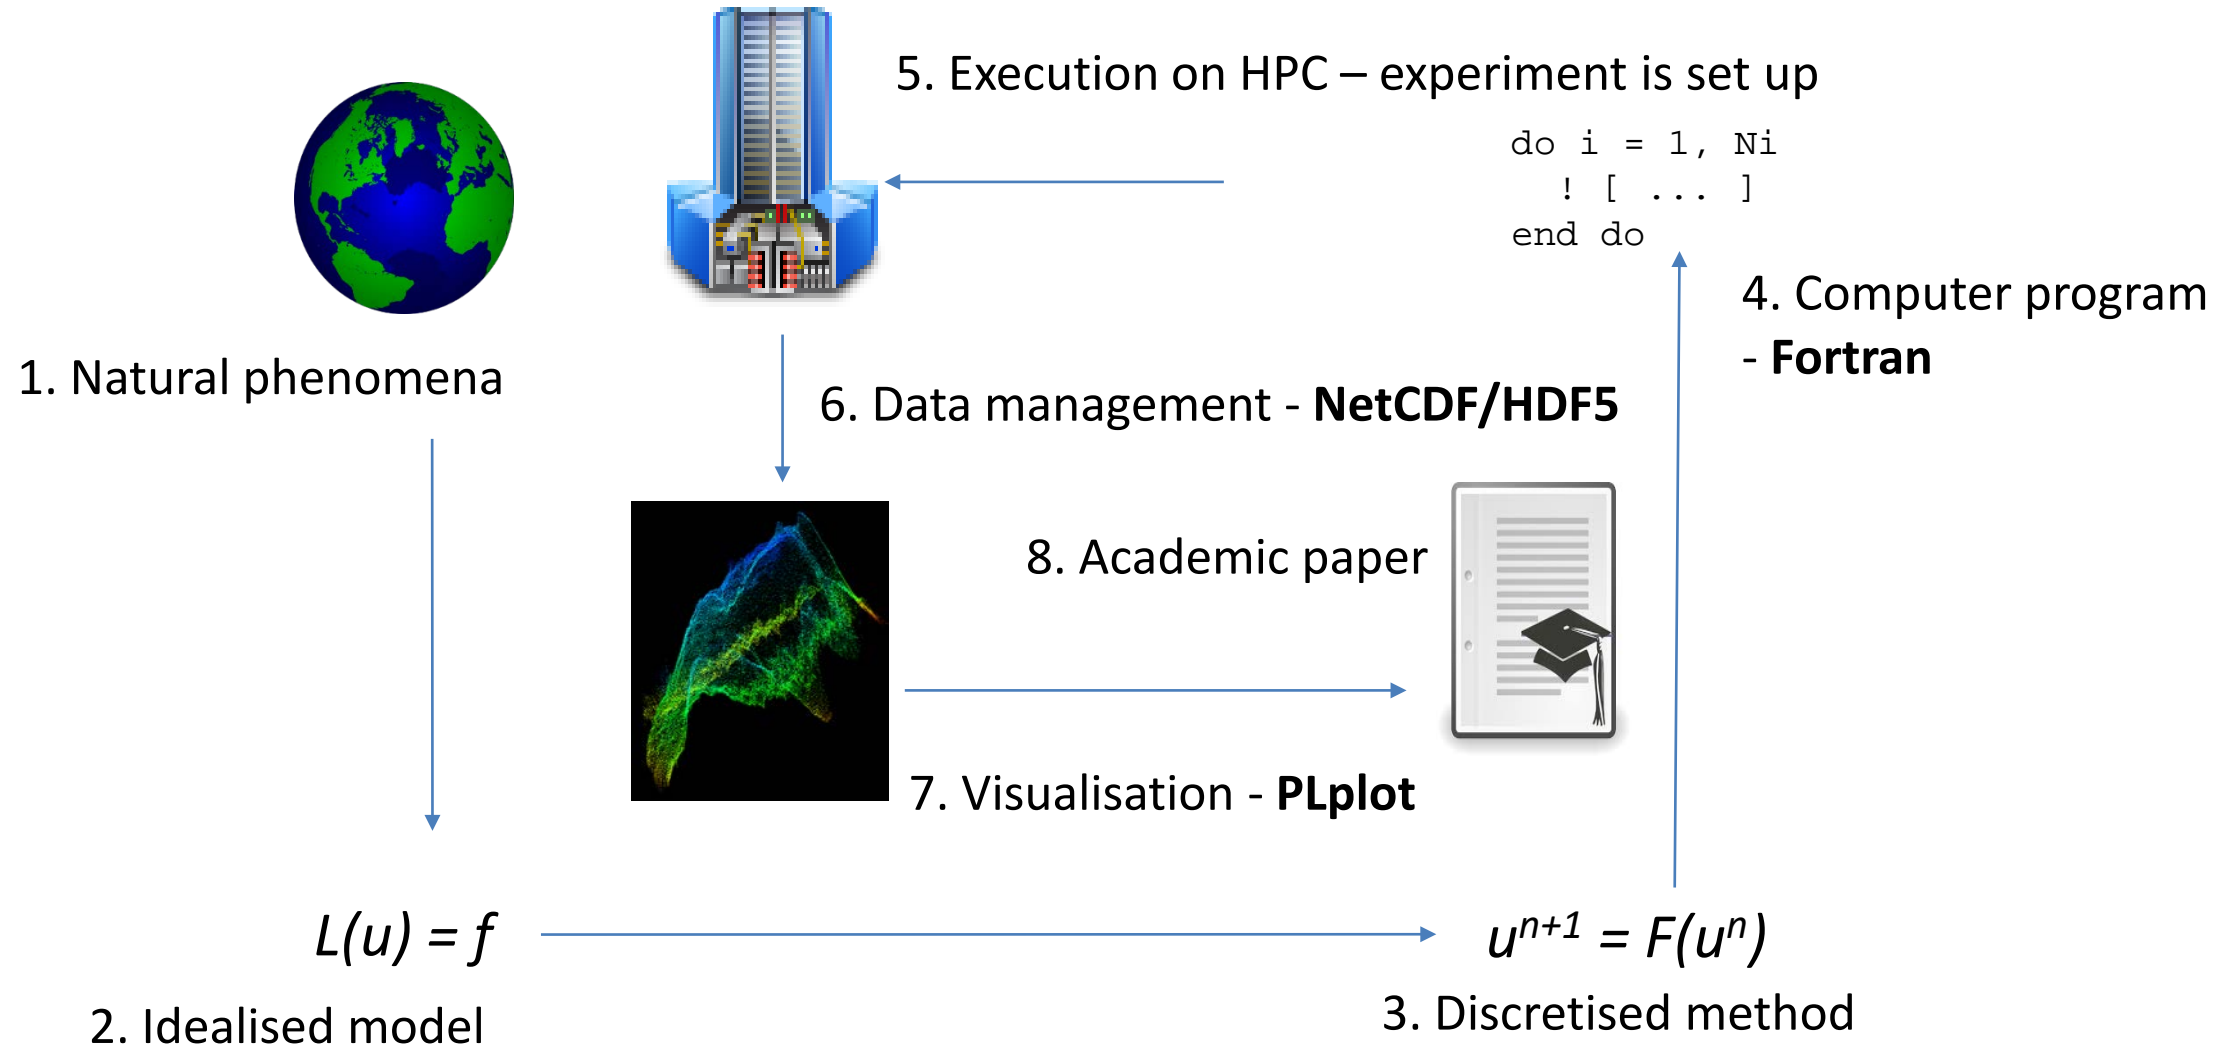 5. Execution on HPC – experiment is set up
do i = 1, Ni
! [ ... ]
end do
4. Computer program
- Fortran
1. Natural phenomena
6. Data management - NetCDF/HDF5
8. Academic paper
7. Visualisation - PLplot
L(u) = f
uⁿ⁺¹ = F(uⁿ)
2. Idealised model
3. Discretised method